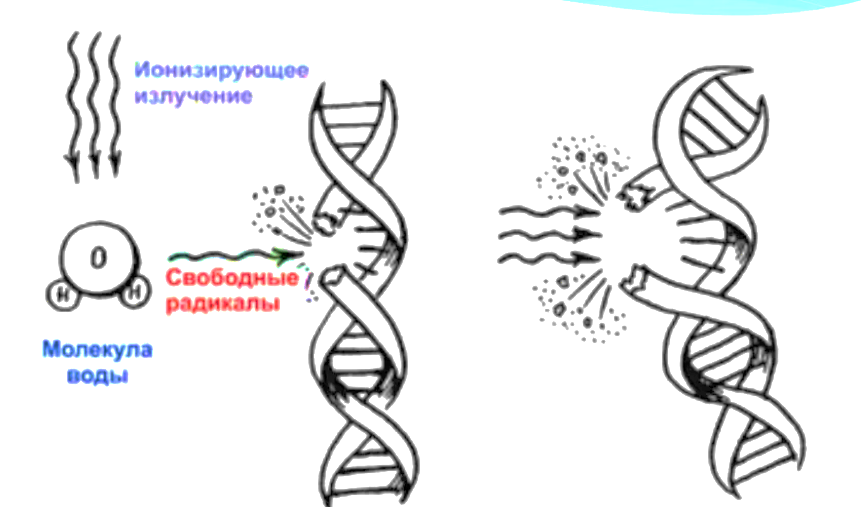 Ионизирующее
излучение
O
H
H
Свободные
радикалы
Молекула
воды